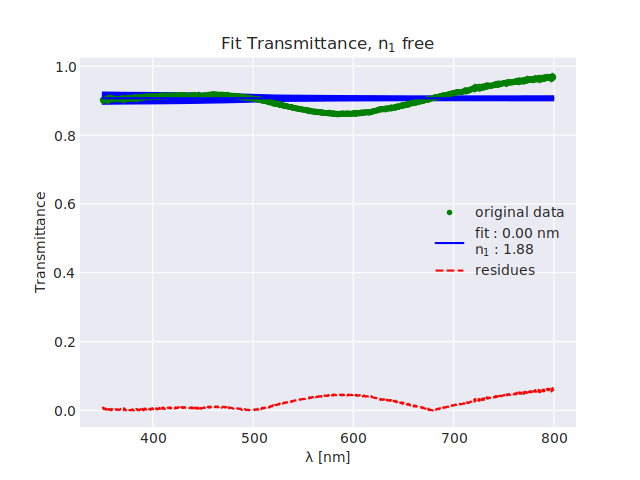 Fit Transmittance, n₁ free
Transmittance
1.0
0.8
0.6
0.4
0.2
0.0
original data
fit : 0.00 nm
n₁ : 1.88
residues
400
500
600
700
800
λ [nm]